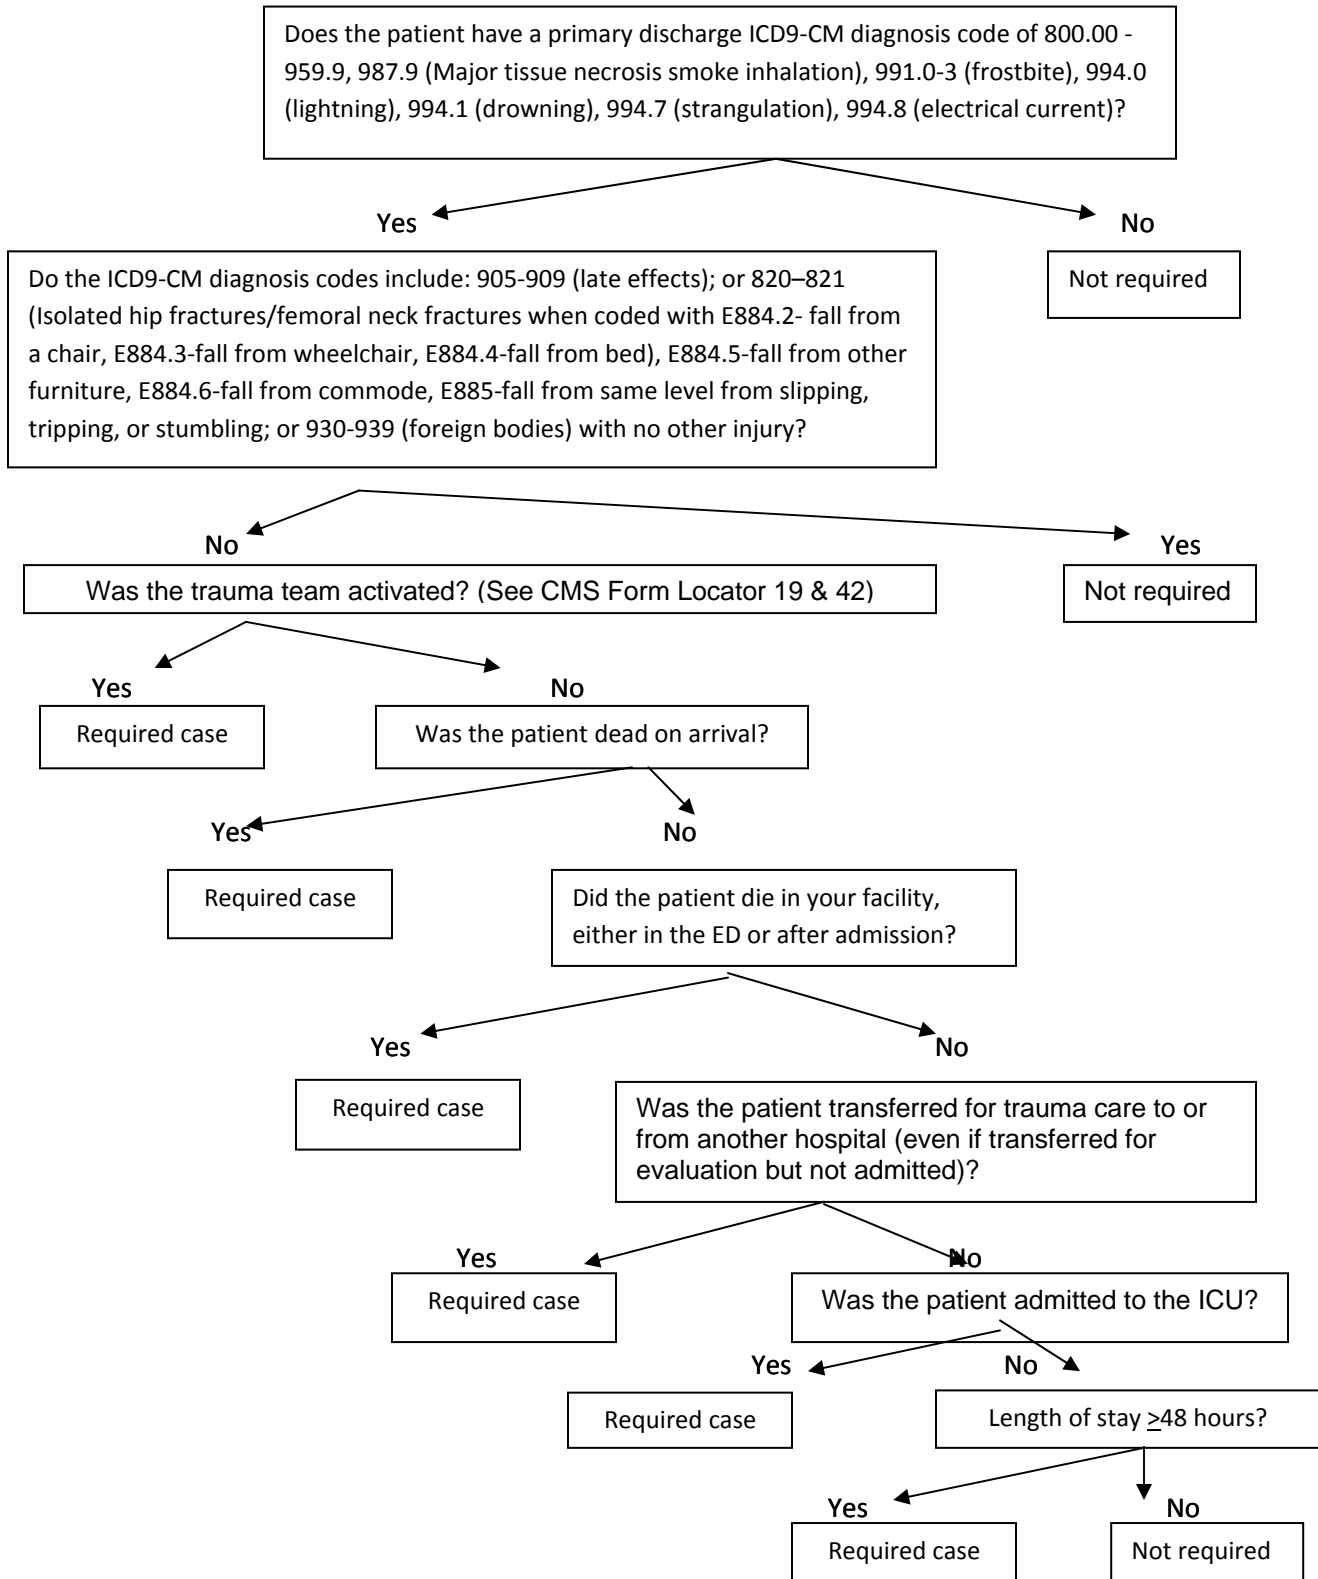 Does the patient have a primary discharge ICD9-CM diagnosis code of 800.00 -
959.9, 987.9 (Major tissue necrosis smoke inhalation), 991.0-3 (frostbite), 994.0
(lightning), 994.1 (drowning), 994.7 (strangulation), 994.8 (electrical current)?
Yes
No
Do the ICD9-CM diagnosis codes include: 905-909 (late effects); or 820–821
(Isolated hip fractures/femoral neck fractures when coded with E884.2- fall from
a chair, E884.3-fall from wheelchair, E884.4-fall from bed), E884.5-fall from other
furniture, E884.6-fall from commode, E885-fall from same level from slipping,
tripping, or stumbling; or 930-939 (foreign bodies) with no other injury?
Not required
No
Yes
Was the trauma team activated? (See CMS Form Locator 19 & 42)
Not required
Yes
No
Required case
Was the patient dead on arrival?
Yes
No
Required case
Did the patient die in your facility,
either in the ED or after admission?
Yes
No
Required case
Was the patient transferred for trauma care to or
from another hospital (even if transferred for
evaluation but not admitted)?
Yes
No
Required case
Was the patient admitted to the ICU?
Yes
No
Required case
Length of stay ≥48 hours?
Yes
No
Required case
Not required